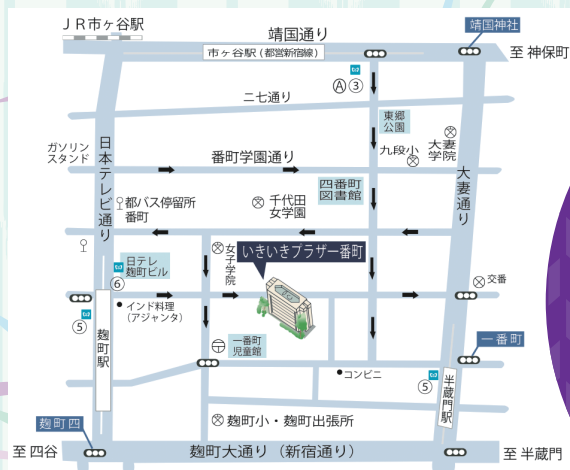 JR市ヶ谷駅
靖国通り
靖国神社
市ヶ谷駅(都営新宿線)
至 神保町
A3
二七通り
東郷
公園
ガソリン
スタンド
日本テレビ通り
番町学園通り
九段小
大妻
学院
大妻通り
四番町
図書館
都バス停留所
番町
千代田
女学園
女子学院
いきいきプラザ一番町
日テレ
麹町ビル
6
交番
インド料理
(アジャンタ)
5
麹町駅
一番町
児童館
一番町
コンビニ
5
半蔵門駅
麹町小・麹町出張所
麹町四
至 四谷
麹町大通り(新宿通り)
至 半蔵門